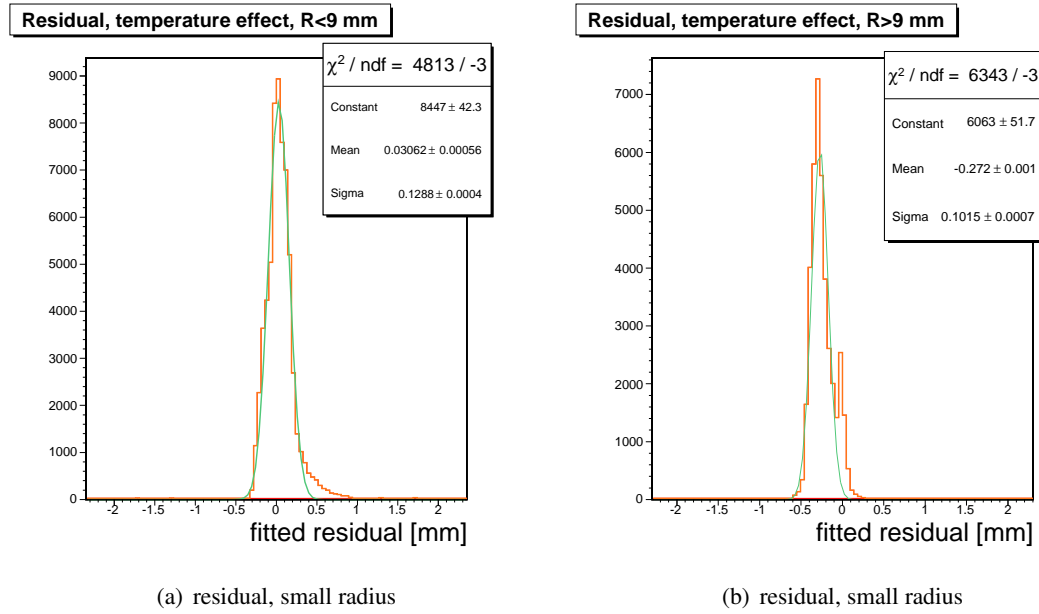 Residual, temperature effect, R<9 mm
χ² / ndf = 4813 / -3
Constant 8447 ± 42.3
Mean 0.03062 ± 0.00056
Sigma 0.1288 ± 0.0004
9000
8000
7000
6000
5000
4000
3000
2000
1000
0
-2 -1.5 -1 -0.5 0 0.5 1 1.5 2
fitted residual [mm]
(a) residual, small radius
Residual, temperature effect, R>9 mm
χ² / ndf = 6343 / -3
Constant 6063 ± 51.7
Mean -0.272 ± 0.001
Sigma 0.1015 ± 0.0007
7000
6000
5000
4000
3000
2000
1000
0
-2 -1.5 -1 -0.5 0 0.5 1 1.5 2
fitted residual [mm]
(b) residual, small radius